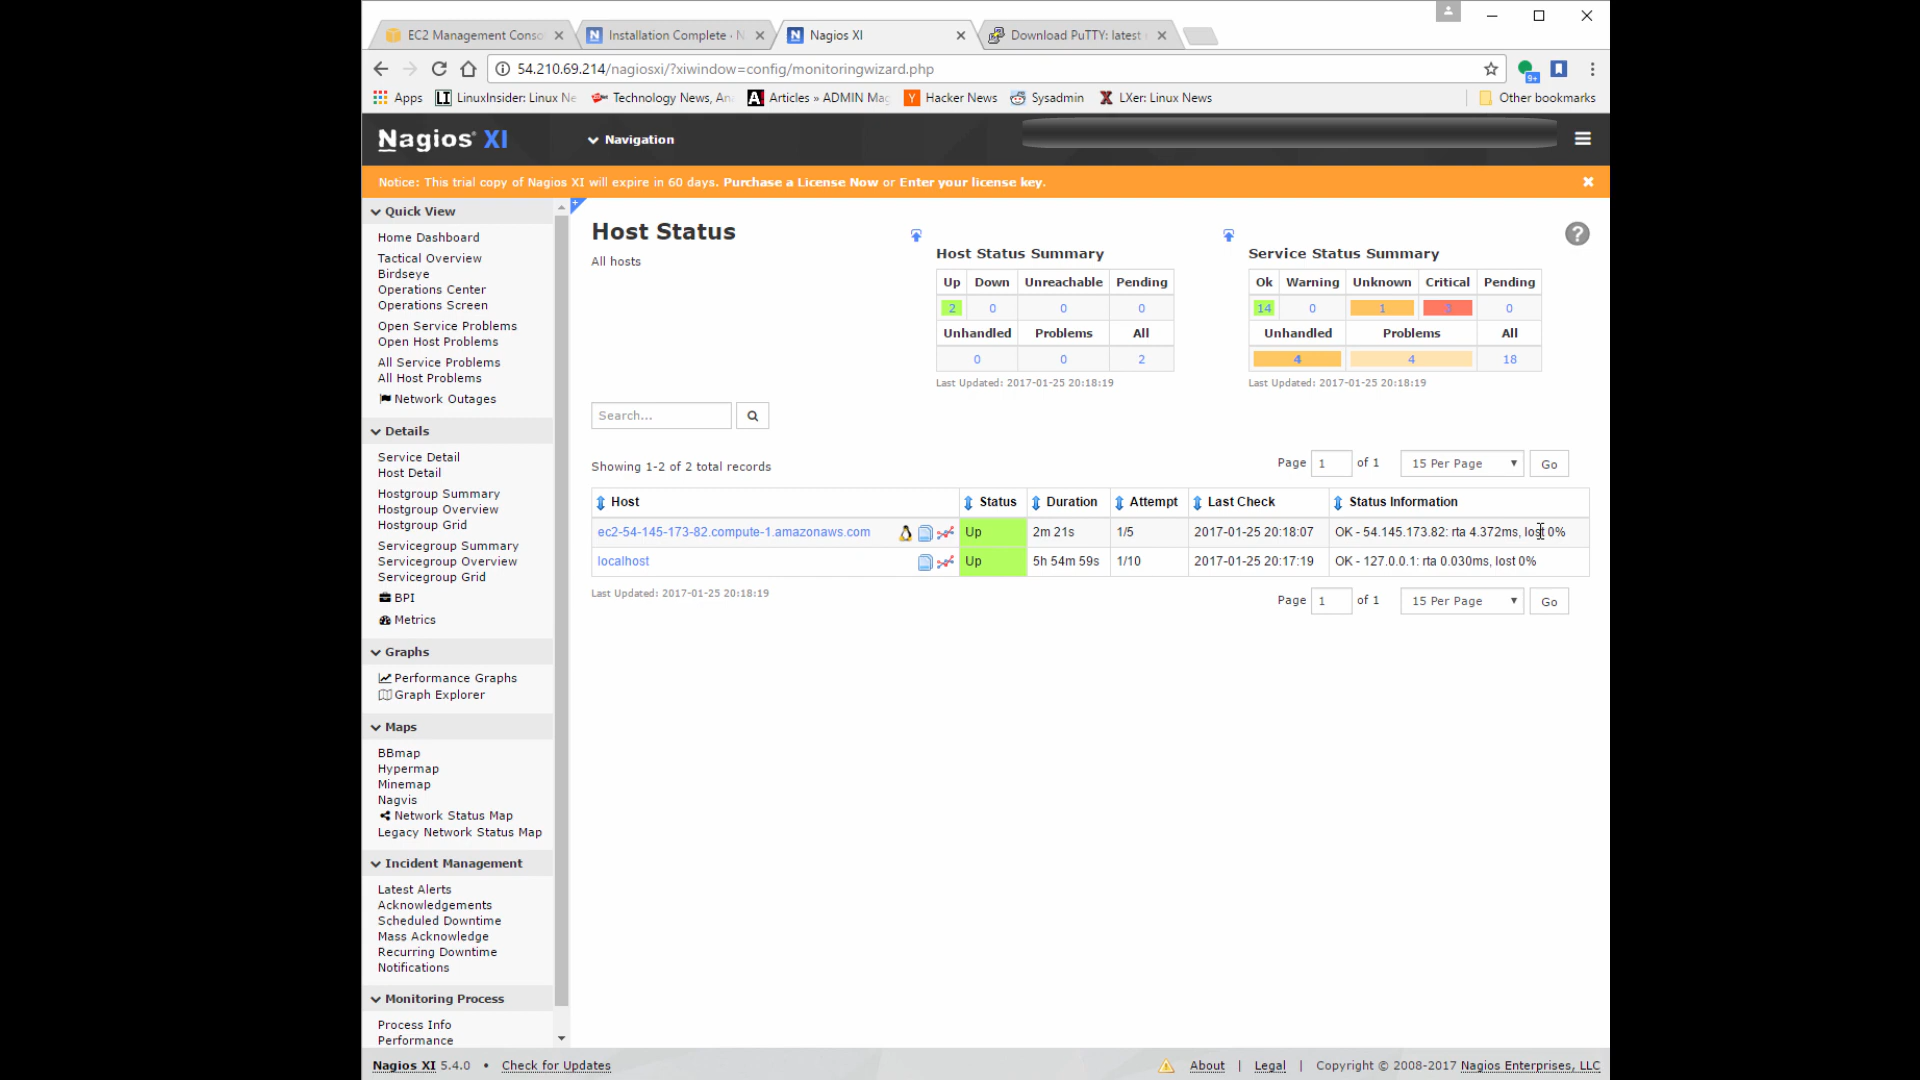 EC2 Management Conso
Installation Complete · N
Nagios XI
Download PuTTY: latest
54.210.69.214/nagiosxi/?xiwindow=config/monitoringwizard.php
9+
Apps
LI LinuxInsider: Linux Ne
Technology News, Ana
A Articles » ADMIN Mag
Y Hacker News
Sysadmin
X LXer: Linux News
Other bookmarks
Nagios® XI
Navigation
Notice: This trial copy of Nagios XI will expire in 60 days. Purchase a License Now or Enter your license key.
Quick View
Home Dashboard
Tactical Overview
Birdseye
Operations Center
Operations Screen
Open Service Problems
Open Host Problems
All Service Problems
All Host Problems
Network Outages
Details
Service Detail
Host Detail
Hostgroup Summary
Hostgroup Overview
Hostgroup Grid
Servicegroup Summary
Servicegroup Overview
Servicegroup Grid
BPI
Metrics
Graphs
Performance Graphs
Graph Explorer
Maps
BBmap
Hypermap
Minemap
Nagvis
Network Status Map
Legacy Network Status Map
Incident Management
Latest Alerts
Acknowledgements
Scheduled Downtime
Mass Acknowledge
Recurring Downtime
Notifications
Monitoring Process
Process Info
Performance
Host Status
All hosts
Host Status Summary
Up Down Unreachable Pending
2 0 0 0
Unhandled Problems All
0 0 2
Last Updated: 2017-01-25 20:18:19
Service Status Summary
Ok Warning Unknown Critical Pending
14 0 1 3 0
Unhandled Problems All
4 4 18
Last Updated: 2017-01-25 20:18:19
?
Search...
Showing 1-2 of 2 total records
Page 1 of 1 15 Per Page Go
Host Status Duration Attempt Last Check Status Information
ec2-54-145-173-82.compute-1.amazonaws.com Up 2m 21s 1/5 2017-01-25 20:18:07 OK - 54.145.173.82: rta 4.372ms, lost 0%
localhost Up 5h 54m 59s 1/10 2017-01-25 20:17:19 OK - 127.0.0.1: rta 0.030ms, lost 0%
Last Updated: 2017-01-25 20:18:19
Page 1 of 1 15 Per Page Go
Nagios XI 5.4.0 • Check for Updates
About | Legal | Copyright © 2008-2017 Nagios Enterprises, LLC